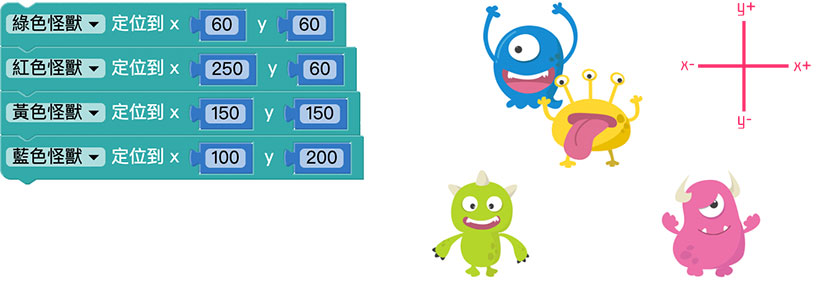 綠色怪獸 定位到 x 60 y 60
紅色怪獸 定位到 x 250 y 60
黃色怪獸 定位到 x 150 y 150
藍色怪獸 定位到 x 100 y 200
y+
x- x+
y-